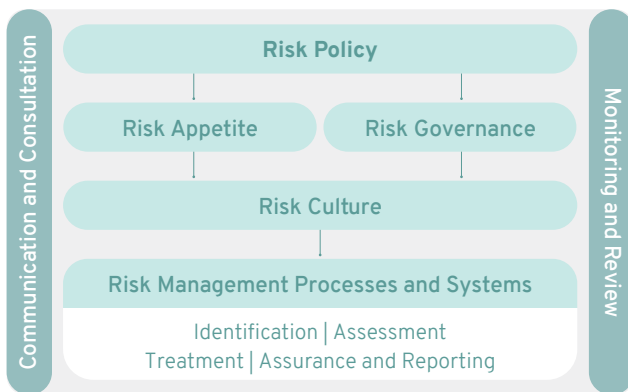 Communication and Consultation
Risk Policy
Risk Appetite
Risk Governance
Risk Culture
Risk Management Processes and Systems
Identification | Assessment
Treatment | Assurance and Reporting
Monitoring and Review